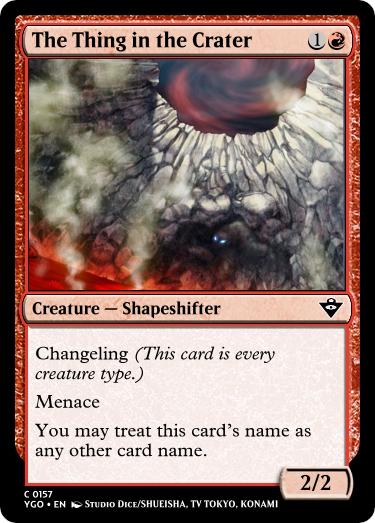 The Thing in the Crater 1
Creature — Shapeshifter
Changeling (This card is every
creature type.)
Menace
You may treat this card's name as
any other card name.
2/2
C 0157
YGO • EN Studio Dice/SHUEISHA, TV TOKYO, KONAMI